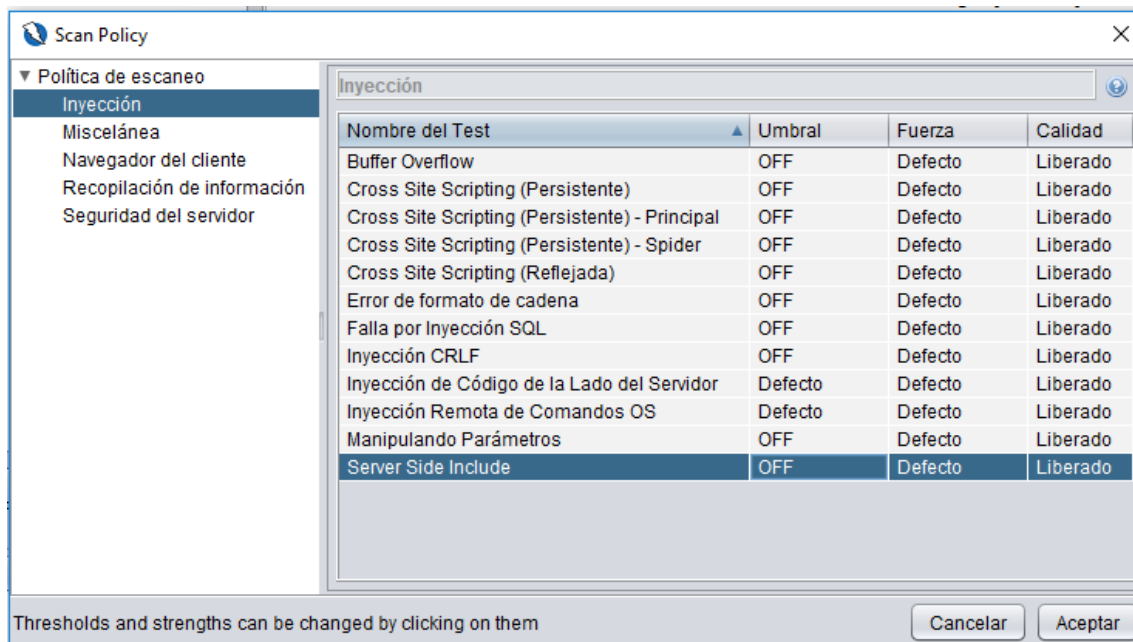 Scan Policy
Política de escaneo
Inyección
Miscelánea
Navegador del cliente
Recopilación de información
Seguridad del servidor
Inyección
Nombre del Test Umbral Fuerza Calidad
Buffer Overflow OFF Defecto Liberado
Cross Site Scripting (Persistente) OFF Defecto Liberado
Cross Site Scripting (Persistente) - Principal OFF Defecto Liberado
Cross Site Scripting (Persistente) - Spider OFF Defecto Liberado
Cross Site Scripting (Reflejada) OFF Defecto Liberado
Error de formato de cadena OFF Defecto Liberado
Falla por Inyección SQL OFF Defecto Liberado
Inyección CRLF OFF Defecto Liberado
Inyección de Código de la Lado del Servidor Defecto Defecto Liberado
Inyección Remota de Comandos OS Defecto Defecto Liberado
Manipulando Parámetros OFF Defecto Liberado
Server Side Include OFF Defecto Liberado
Thresholds and strengths can be changed by clicking on them Cancelar Aceptar